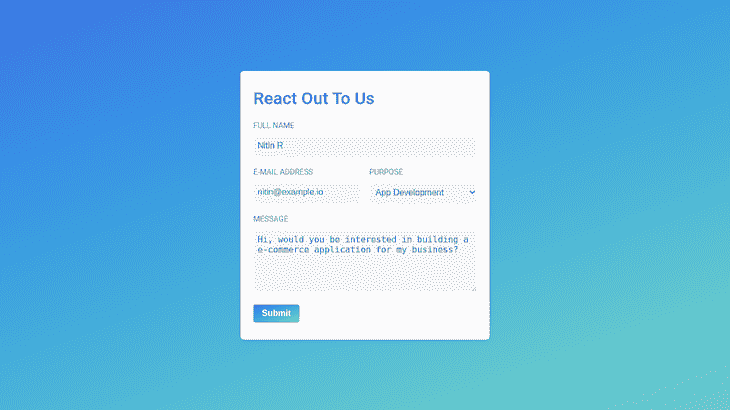 React Out To Us
FULL NAME
Nitin R
E-MAIL ADDRESS
PURPOSE
nitin@example.io
App Development
MESSAGE
Hi, would you be interested in building a
e-commerce application for my business?
Submit